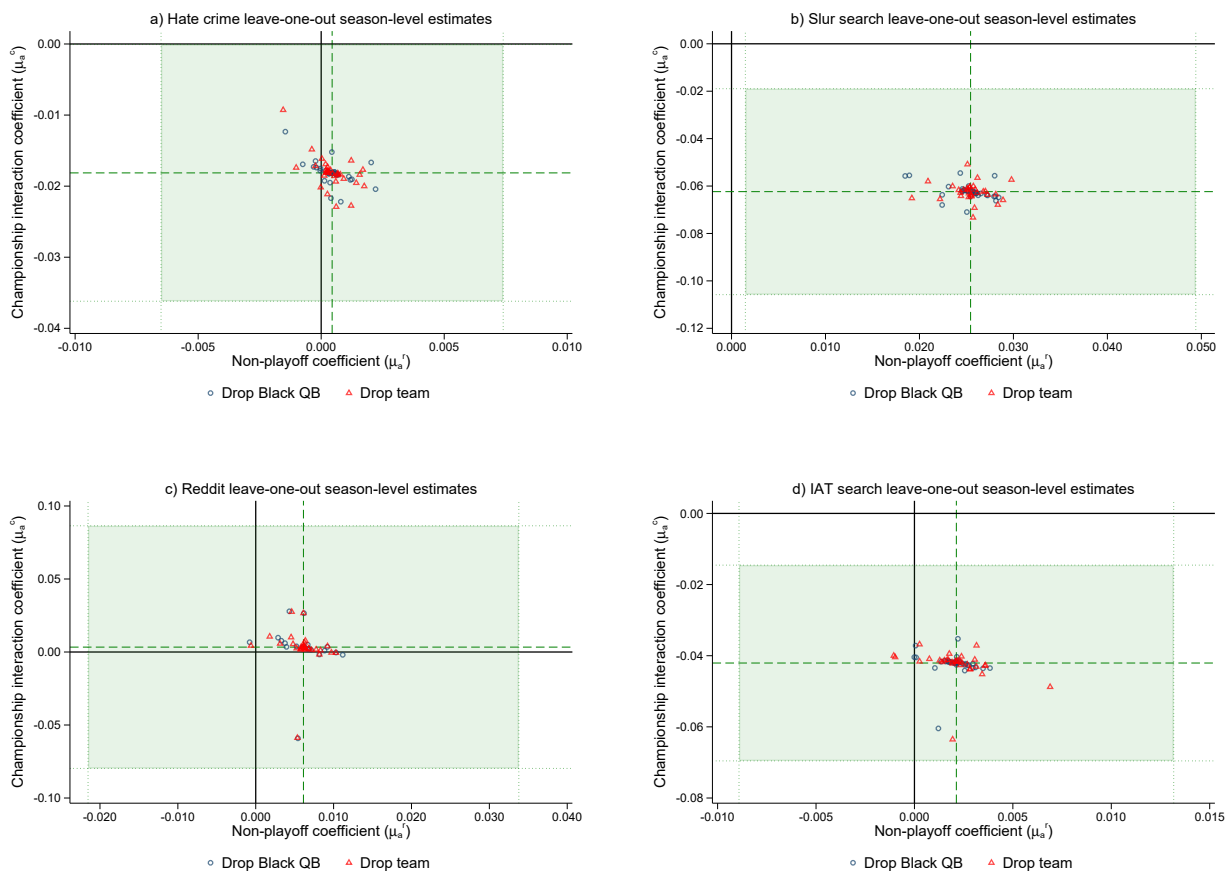 a) Hate crime leave-one-out season-level estimates
Championship interaction coefficient (μₐᶜ)
0.00
-0.01
-0.02
-0.03
-0.04
-0.010
-0.005
0.000
0.005
0.010
Non-playoff coefficient (μₐʳ)
Drop Black QB
Drop team
b) Slur search leave-one-out season-level estimates
Championship interaction coefficient (μₐᶜ)
0.00
-0.02
-0.04
-0.06
-0.08
-0.10
-0.12
0.000
0.010
0.020
0.030
0.040
0.050
Non-playoff coefficient (μₐʳ)
Drop Black QB
Drop team
c) Reddit leave-one-out season-level estimates
Championship interaction coefficient (μₐᶜ)
0.10
0.05
0.00
-0.05
-0.10
-0.020
-0.010
0.000
0.010
0.020
0.030
0.040
Non-playoff coefficient (μₐʳ)
Drop Black QB
Drop team
d) IAT search leave-one-out season-level estimates
Championship interaction coefficient (μₐᶜ)
0.00
-0.02
-0.04
-0.06
-0.08
-0.010
-0.005
0.000
0.005
0.010
0.015
Non-playoff coefficient (μₐʳ)
Drop Black QB
Drop team